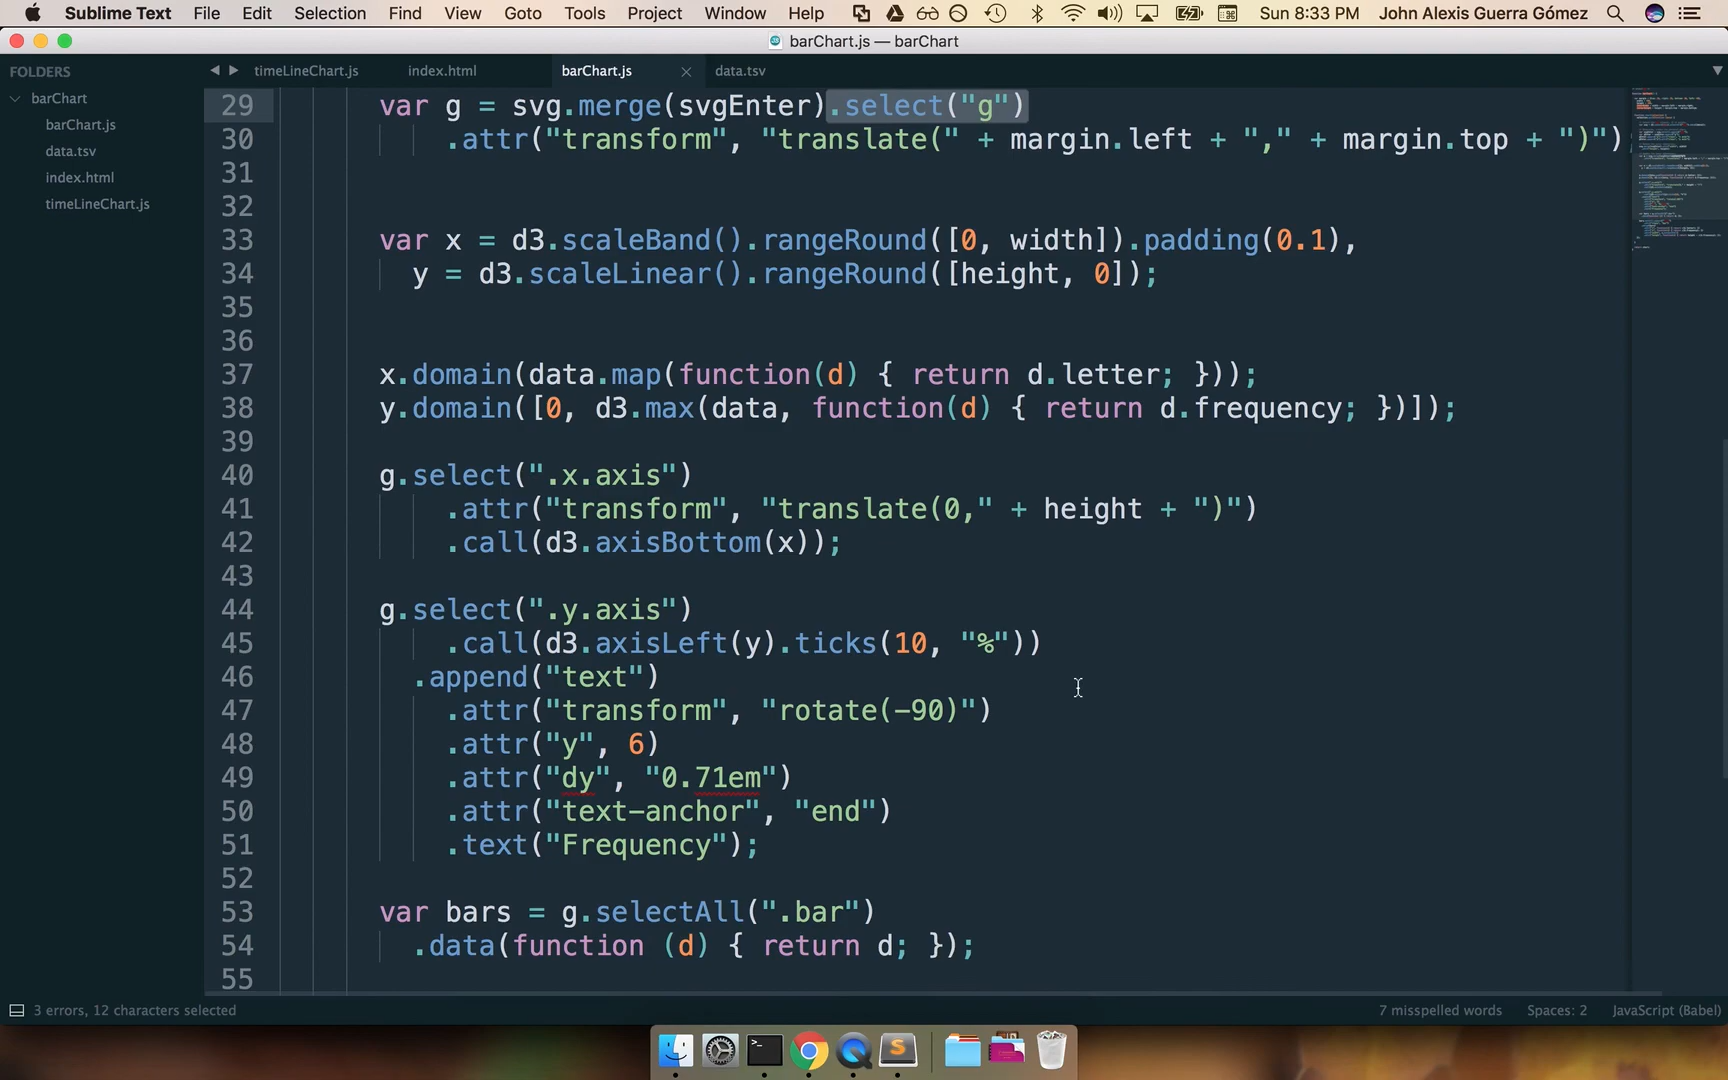 Sublime Text File Edit Selection Find View Goto Tools Project Window Help Sun 8:33 PM John Alexis Guerra Gómez
barChart.js — barChart
FOLDERS
barChart
barChart.js
data.tsv
index.html
timeLineChart.js
timeLineChart.js index.html barChart.js data.tsv
29 var g = svg.merge(svgEnter).select("g")
30 .attr("transform", "translate(" + margin.left + "," + margin.top + ")")
31
32
33 var x = d3.scaleBand().rangeRound([0, width]).padding(0.1),
34 y = d3.scaleLinear().rangeRound([height, 0]);
35
36
37 x.domain(data.map(function(d) { return d.letter; }));
38 y.domain([0, d3.max(data, function(d) { return d.frequency; })]);
39
40 g.select(".x.axis")
41 .attr("transform", "translate(0," + height + ")")
42 .call(d3.axisBottom(x));
43
44 g.select(".y.axis")
45 .call(d3.axisLeft(y).ticks(10, "%"))
46 .append("text")
47 .attr("transform", "rotate(-90)")
48 .attr("y", 6)
49 .attr("dy", "0.71em")
50 .attr("text-anchor", "end")
51 .text("Frequency");
52
53 var bars = g.selectAll(".bar")
54 .data(function (d) { return d; });
55
3 errors, 12 characters selected 7 misspelled words Spaces: 2 JavaScript (Babel)